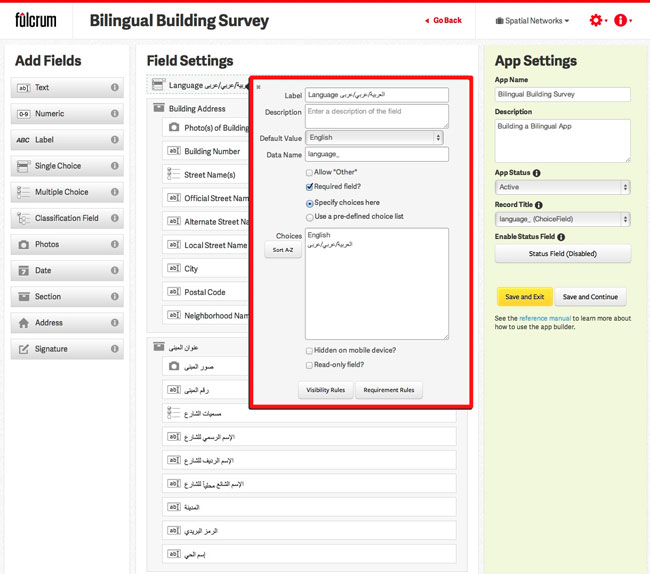 fülcrum
Bilingual Building Survey
Go Back
Spatial Networks
Add Fields
Text
Numeric
Label
Single Choice
Multiple Choice
Classification Field
Photos
Date
Section
Address
Signature
Field Settings
Language العربية/عربي/عربى
Building Address
Photo(s) of Building
Building Number
Street Name(s)
Official Street Nam
Alternate Street Na
Local Street Name
City
Postal Code
Neighborhood Nam
عنوان المبنى
صور المبنى
رقم المبنى
مسميات الشارع
الإسم الرسمي للشارع
الإسم الرديف للشارع
الإسم الشائع محلياً للشارع
المدينة
الرمز البريدي
إسم الحي
Label
Language العربية/عربي/عربى
Description
Enter a description of the field
Default Value
English
Data Name
language_
Allow "Other"
Required field?
Specify choices here
Use a pre-defined choice list
Choices
Sort A-Z
English
العربية/عربي/عربى
Hidden on mobile device?
Read-only field?
Visibility Rules
Requirement Rules
App Settings
App Name
Bilingual Building Survey
Description
Building a Bilingual App
App Status
Active
Record Title
language_ (ChoiceField)
Enable Status Field
Status Field (Disabled)
Save and Exit
Save and Continue
See the reference manual to learn more about
how to use the app builder.